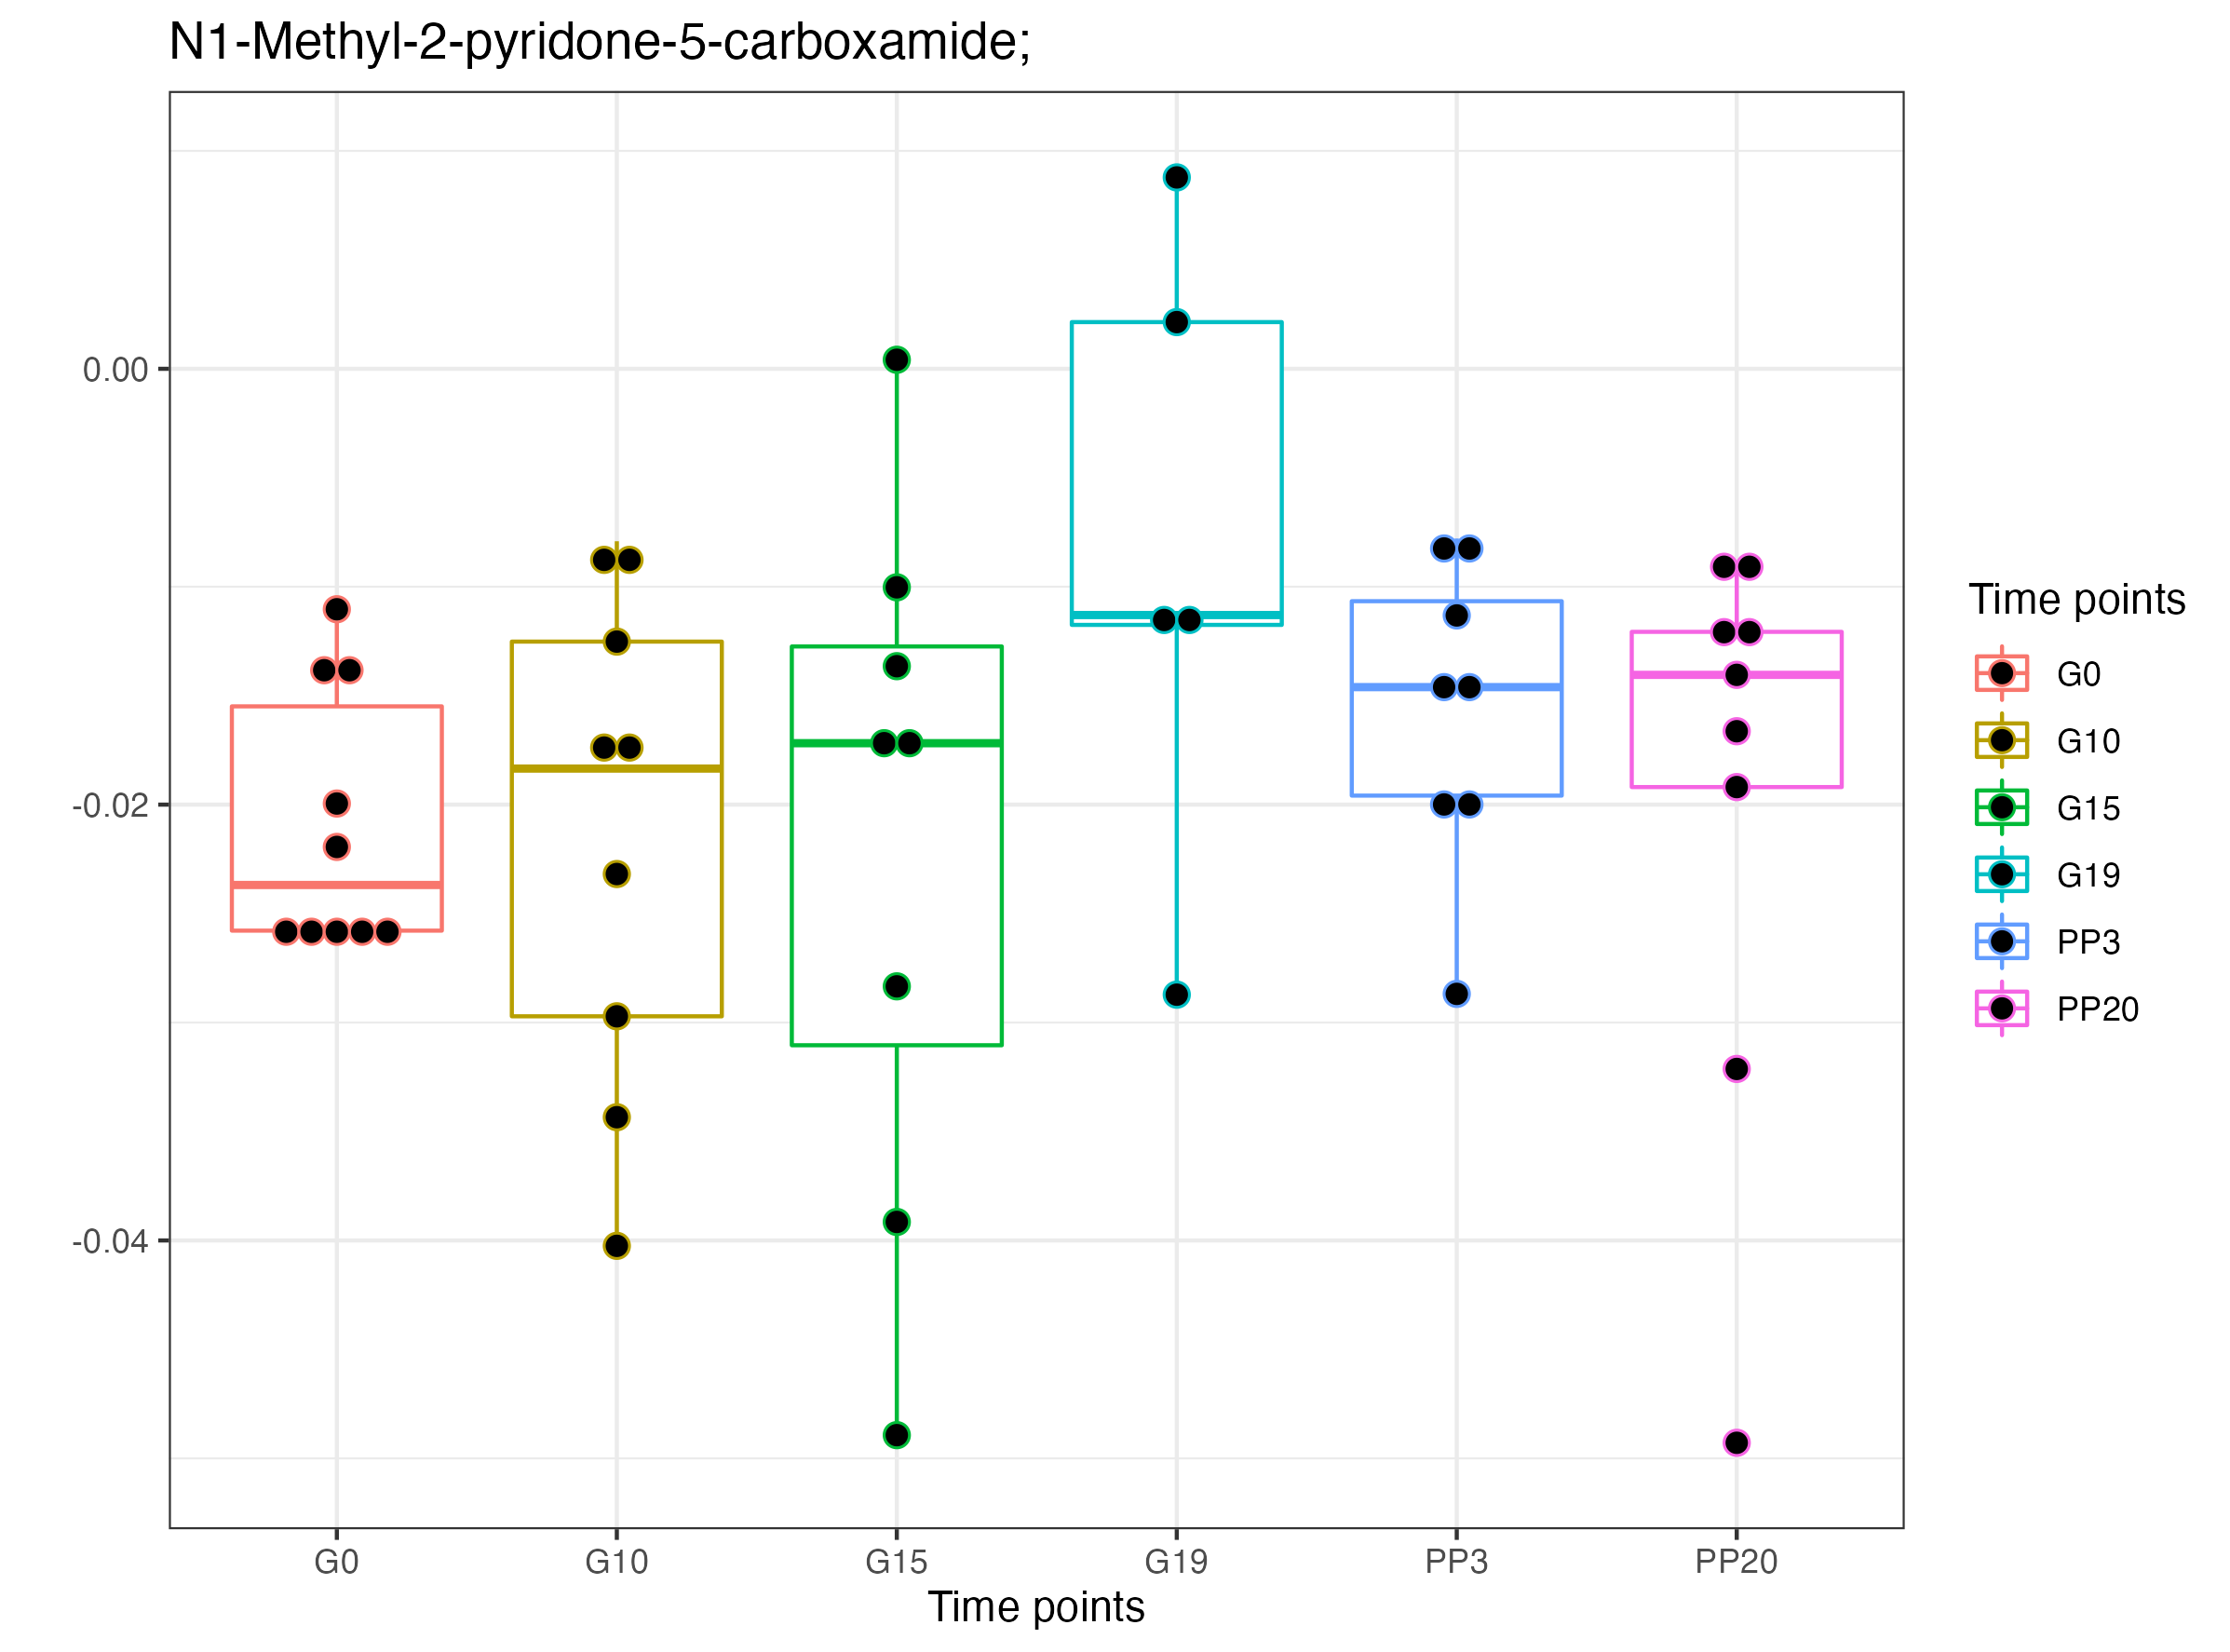 N1-Methyl-2-pyridone-5-carboxamide;
0.00
-0.02
-0.04
G0 G10 G15 G19 PP3 PP20
Time points
Time points
G0
G10
G15
G19
PP3
PP20